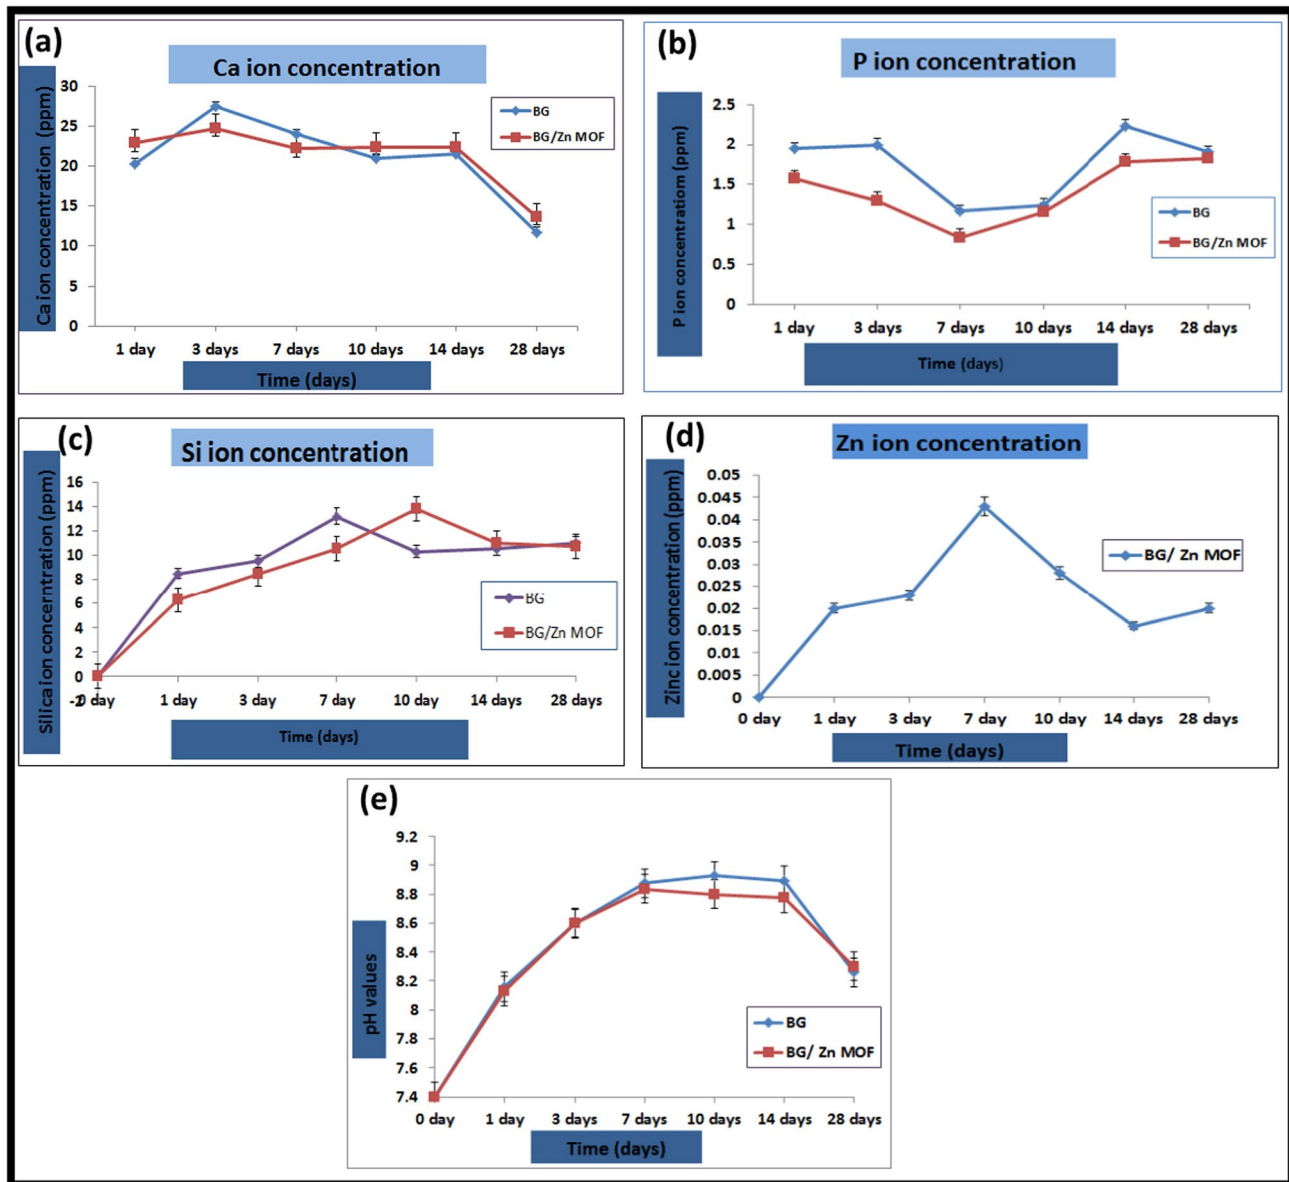 (a)
Ca ion concentration
Ca ion concentration (ppm)
30
25
20
15
10
5
0
BG
BG/Zn MOF
1 day 3 days 7 days 10 days 14 days 28 days
Time (days)
(b)
P ion concentration
P ion concentratiom (ppm)
2.5
2
1.5
1
0.5
0
BG
BG/Zn MOF
1 day 3 days 7 days 10 days 14 days 28 days
Time (days)
(c)
Si ion concentration
Silica ion concerntration (ppm)
16
14
12
10
8
6
4
2
0
-2
BG
BG/Zn MOF
0 day 1 day 3 day 7 day 10 day 14 days 28 days
Time (days)
(d)
Zn ion concentration
Zinc ion concentration (ppm)
0.05
0.045
0.04
0.035
0.03
0.025
0.02
0.015
0.01
0.005
0
BG/ Zn MOF
0 day 1 day 3 day 7 day 10 day 14 days 28 days
Time (days)
(e)
pH values
9.2
9
8.8
8.6
8.4
8.2
8
7.8
7.6
7.4
BG
BG/ Zn MOF
0 day 1 day 3 days 7 days 10 days 14 days 28 days
Time (days)